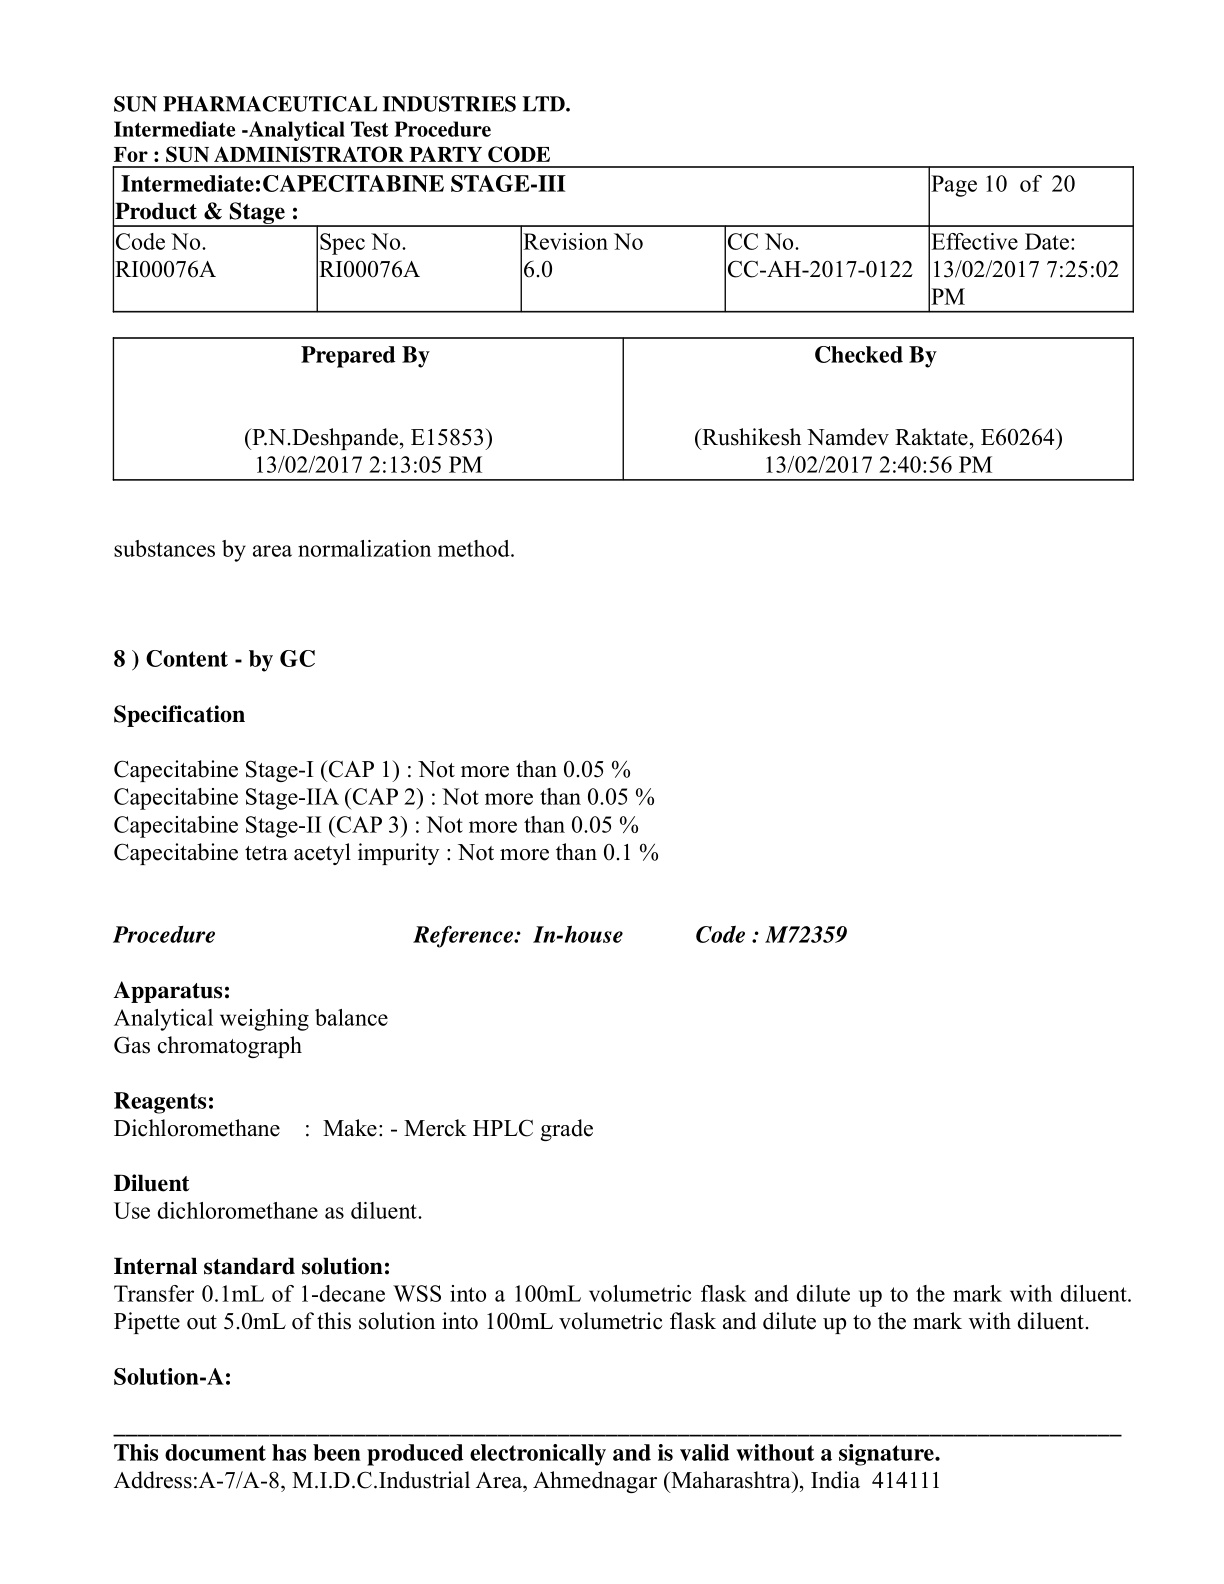 SUN PHARMACEUTICAL INDUSTRIES LTD.
Intermediate -Analytical Test Procedure
For : SUN ADMINISTRATOR PARTY CODE
Intermediate:CAPECITABINE STAGE-III
Product & Stage :
Page 10 of 20
Code No.
RI00076A
Spec No.
RI00076A
Revision No
6.0
CC No.
CC-AH-2017-0122
Effective Date:
13/02/2017 7:25:02
PM
Prepared By
(P.N.Deshpande, E15853)
13/02/2017 2:13:05 PM
Checked By
(Rushikesh Namdev Raktate, E60264)
13/02/2017 2:40:56 PM
substances by area normalization method.
8 ) Content - by GC
Specification
Capecitabine Stage-I (CAP 1) : Not more than 0.05 %
Capecitabine Stage-IIA (CAP 2) : Not more than 0.05 %
Capecitabine Stage-II (CAP 3) : Not more than 0.05 %
Capecitabine tetra acetyl impurity : Not more than 0.1 %
Procedure Reference: In-house Code : M72359
Apparatus:
Analytical weighing balance
Gas chromatograph
Reagents:
Dichloromethane : Make: - Merck HPLC grade
Diluent
Use dichloromethane as diluent.
Internal standard solution:
Transfer 0.1mL of 1-decane WSS into a 100mL volumetric flask and dilute up to the mark with diluent.
Pipette out 5.0mL of this solution into 100mL volumetric flask and dilute up to the mark with diluent.
Solution-A:
This document has been produced electronically and is valid without a signature.
Address:A-7/A-8, M.I.D.C.Industrial Area, Ahmednagar (Maharashtra), India 414111